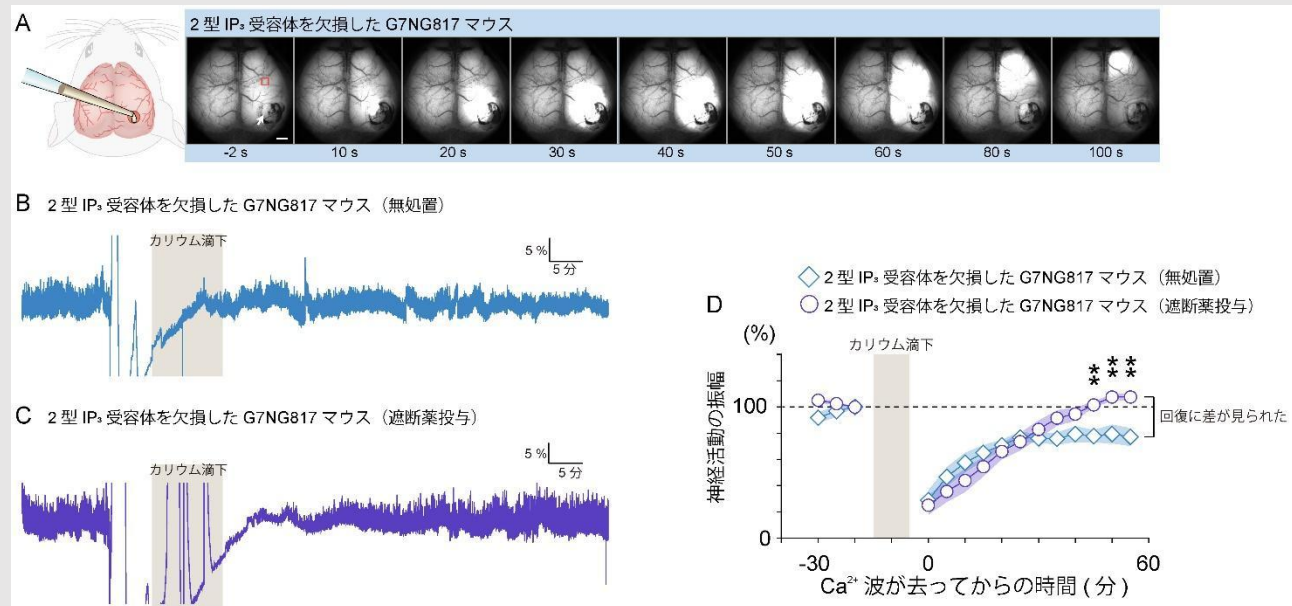 A
2 型 IP₃ 受容体を欠損した G7NG817 マウス
-2 s
10 s
20 s
30 s
40 s
50 s
60 s
80 s
100 s
B 2 型 IP₃ 受容体を欠損した G7NG817 マウス（無処置）
カリウム滴下
5 %
5 分
C 2 型 IP₃ 受容体を欠損した G7NG817 マウス（遮断薬投与）
カリウム滴下
5 %
5 分
2 型 IP₃ 受容体を欠損した G7NG817 マウス（無処置）
2 型 IP₃ 受容体を欠損した G7NG817 マウス（遮断薬投与）
D
(%)
カリウム滴下
** ** **
100
0
神経活動の振幅
回復に差が見られた
-30 0 60
Ca²⁺ 波が去ってからの時間 ( 分 )